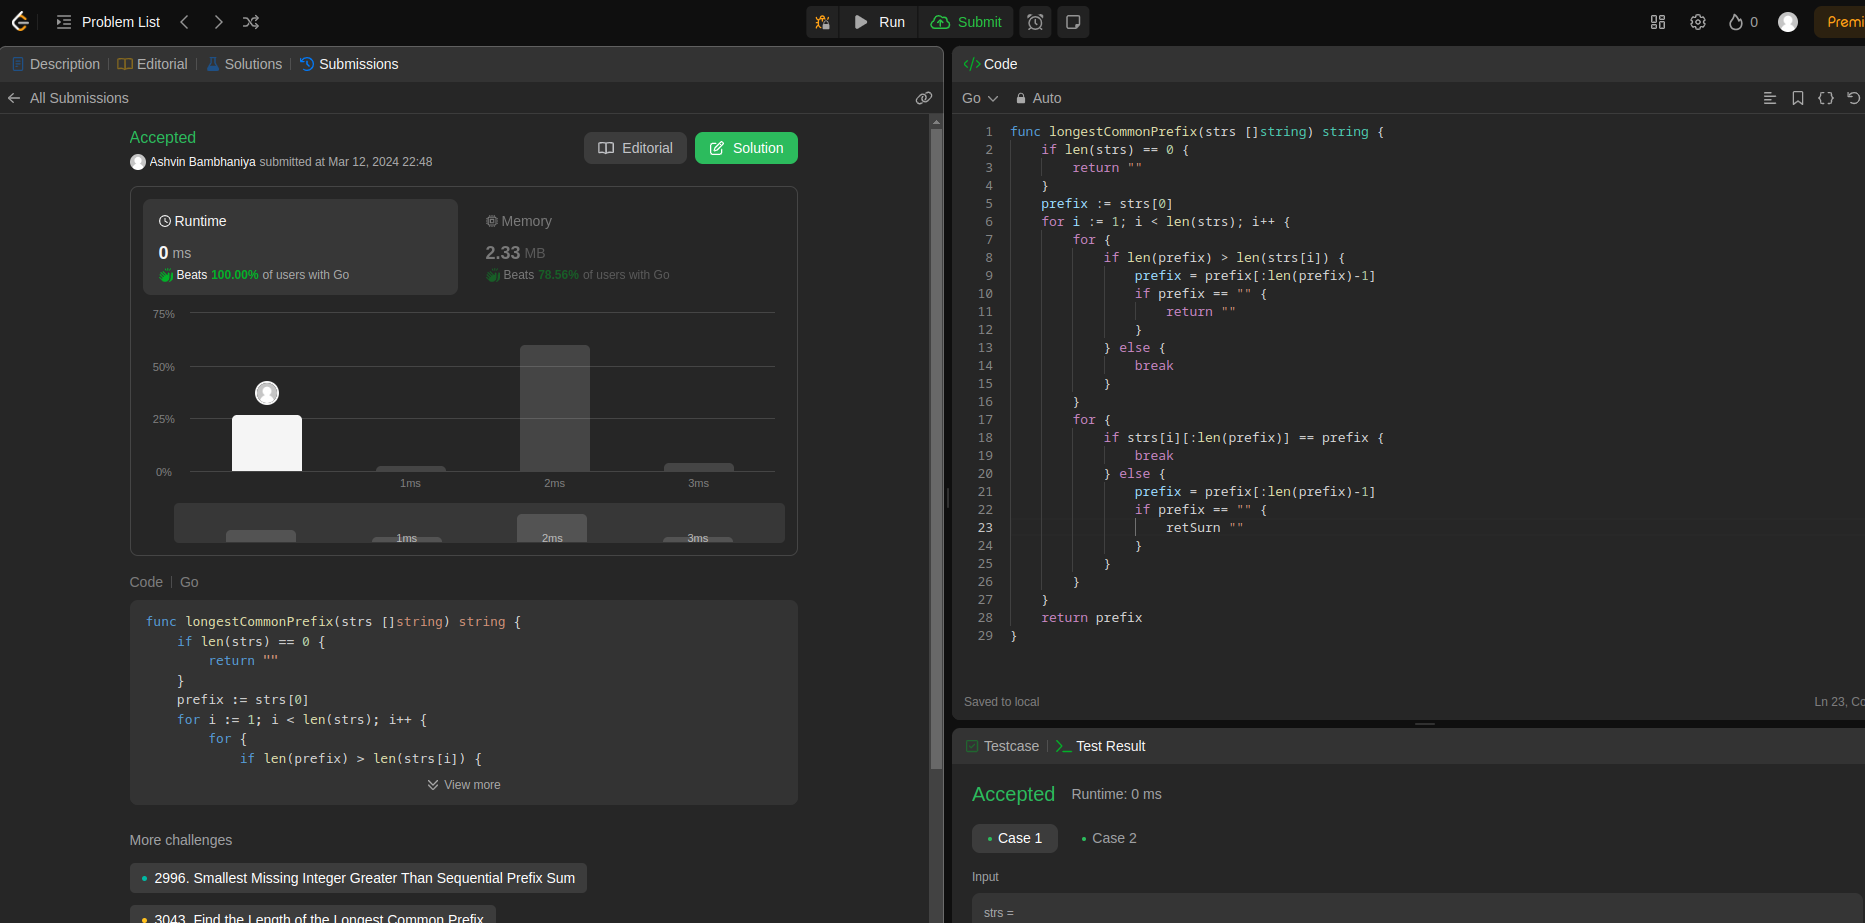 Problem List
Run
Submit
0
Description
Editorial
Solutions
Submissions
All Submissions
Accepted
Ashvin Bambhaniya submitted at Mar 12, 2024 22:48
Editorial
Solution
Runtime
0 ms
Beats 100.00% of users with Go
Memory
2.33 MB
Beats 78.56% of users with Go
75%
50%
25%
0%
1ms
2ms
3ms
1ms
2ms
3ms
Code
Go
func longestCommonPrefix(strs []string) string {
if len(strs) == 0 {
return ""
}
prefix := strs[0]
for i := 1; i < len(strs); i++ {
for {
if len(prefix) > len(strs[i]) {
View more
More challenges
2996. Smallest Missing Integer Greater Than Sequential Prefix Sum
3043. Find the Length of the Longest Common Prefix
Code
Go
Auto
1 func longestCommonPrefix(strs []string) string {
2 if len(strs) == 0 {
3 return ""
4 }
5 prefix := strs[0]
6 for i := 1; i < len(strs); i++ {
7 for {
8 if len(prefix) > len(strs[i]) {
9 prefix = prefix[:len(prefix)-1]
10 if prefix == "" {
11 return ""
12 }
13 } else {
14 break
15 }
16 }
17 for {
18 if strs[i][:len(prefix)] == prefix {
19 break
20 } else {
21 prefix = prefix[:len(prefix)-1]
22 if prefix == "" {
23 retSurn ""
24 }
25 }
26 }
27 }
28 return prefix
29 }
Saved to local
Ln 23, Co
Testcase
Test Result
Accepted
Runtime: 0 ms
Case 1
Case 2
Input
strs =